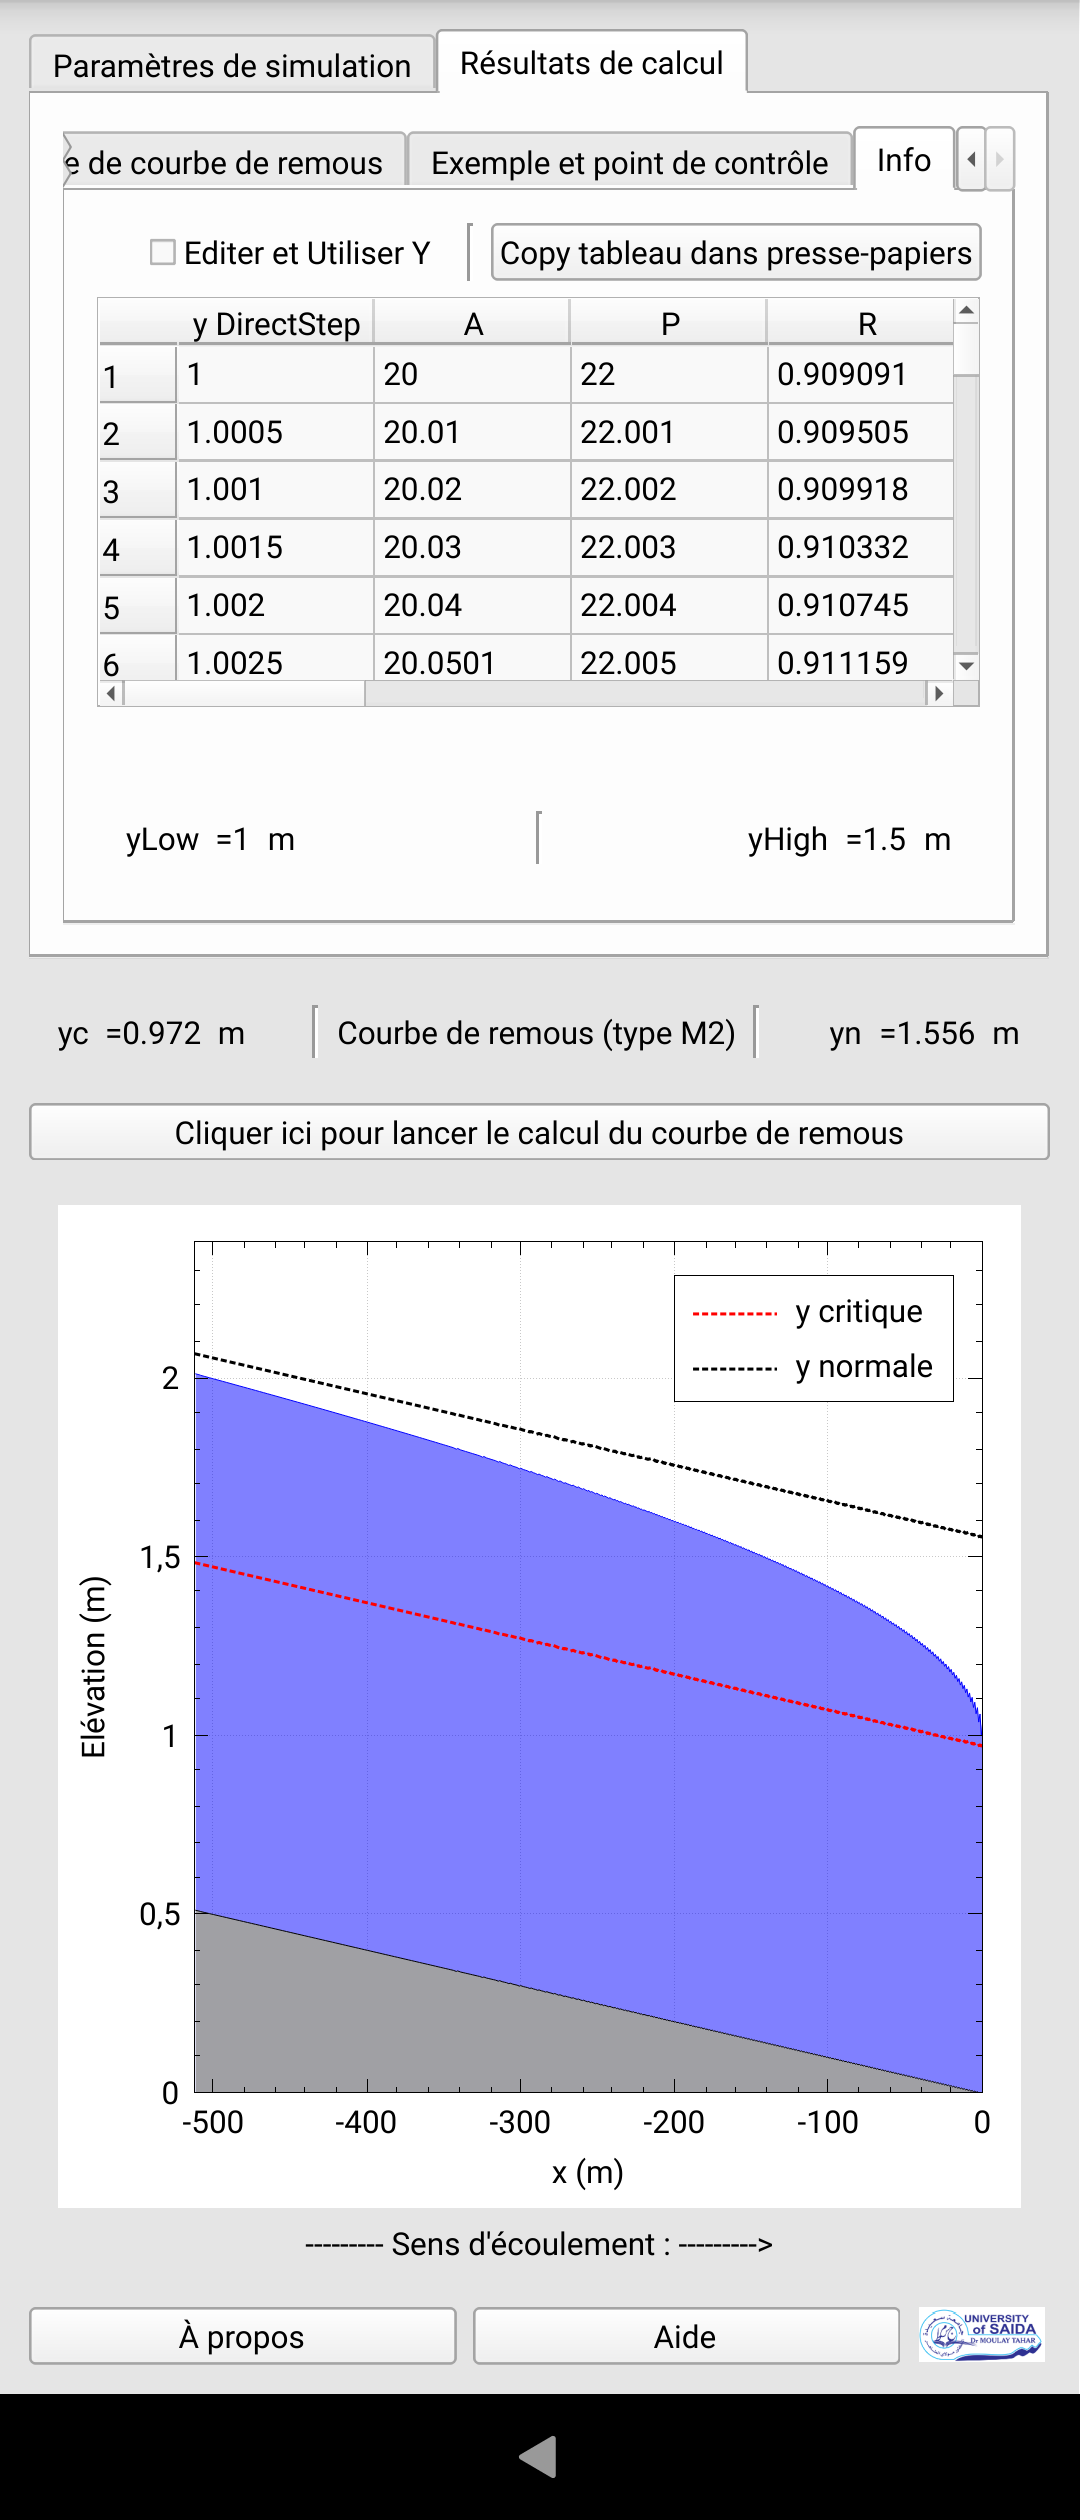 Paramètres de simulation
Résultats de calcul
e de courbe de remous
Exemple et point de contrôle
Info
Editer et Utiliser Y
Copy tableau dans presse-papiers
y DirectStep A P R
1 1 20 22 0.909091
2 1.0005 20.01 22.001 0.909505
3 1.001 20.02 22.002 0.909918
4 1.0015 20.03 22.003 0.910332
5 1.002 20.04 22.004 0.910745
6 1.0025 20.0501 22.005 0.911159
yLow =1 m
yHigh =1.5 m
yc =0.972 m
Courbe de remous (type M2)
yn =1.556 m
Cliquer ici pour lancer le calcul du courbe de remous
y critique
y normale
2
1,5
1
0,5
0
Elévation (m)
-500 -400 -300 -200 -100 0
x (m)
--------- Sens d'écoulement : --------->
À propos
Aide
UNIVERSITY
of SAIDA
Dr MOULAY TAHAR